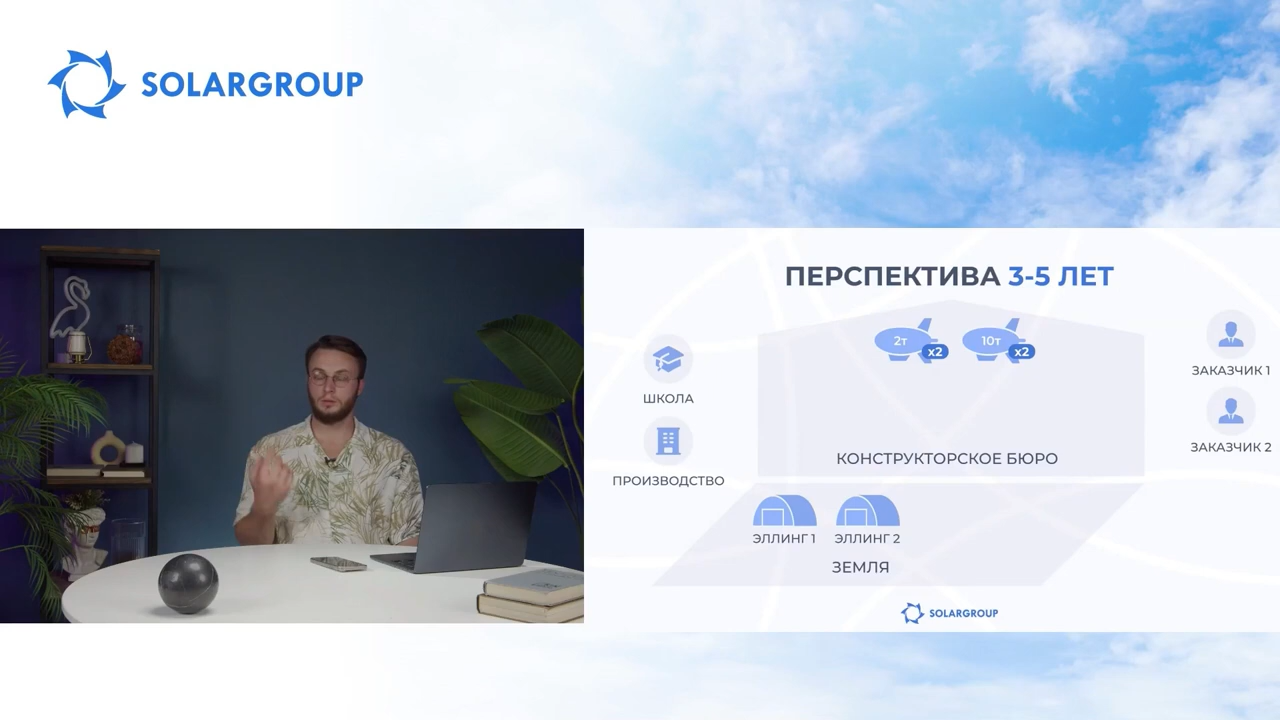 SOLARGROUP
ПЕРСПЕКТИВА 3-5 ЛЕТ
2т
x2
10т
x2
ШКОЛА
ПРОИЗВОДСТВО
ЗАКАЗЧИК 1
ЗАКАЗЧИК 2
КОНСТРУКТОРСКОЕ БЮРО
ЭЛЛИНГ 1
ЭЛЛИНГ 2
ЗЕМЛЯ
SOLARGROUP